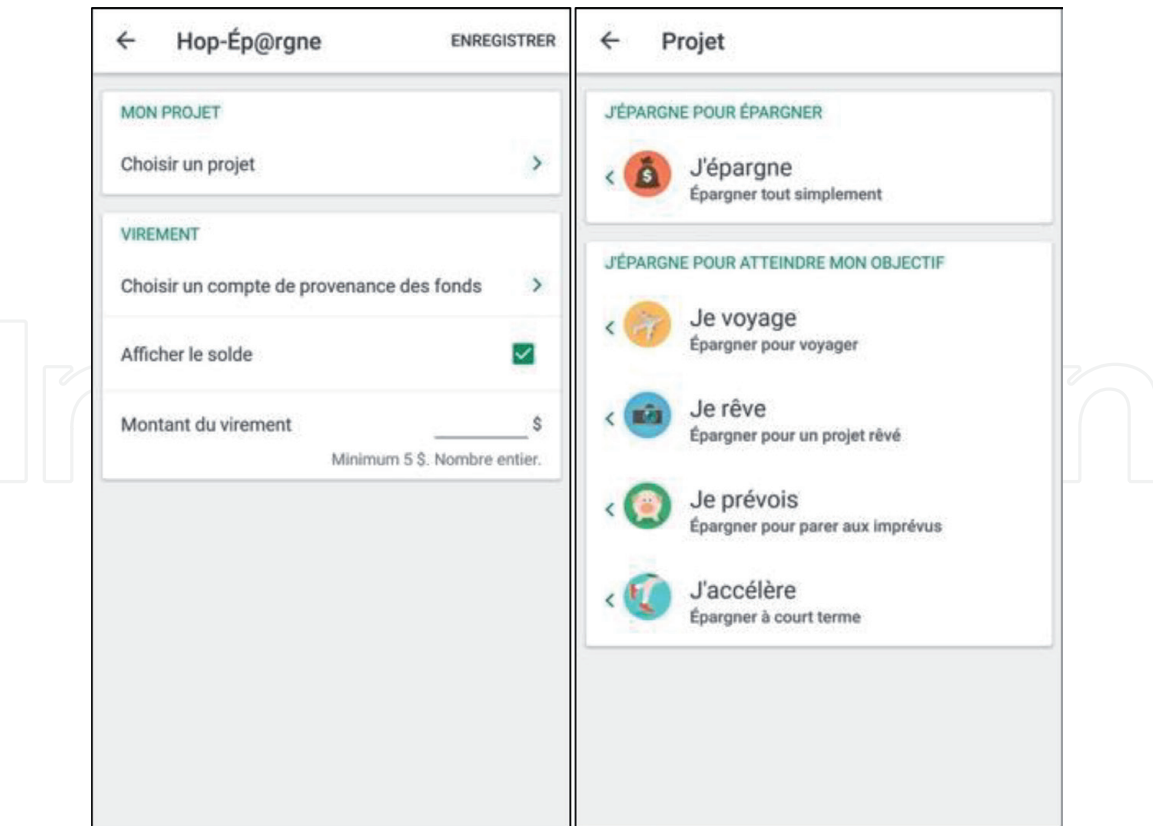 Hop-Ép@rgne
ENREGISTRER
MON PROJET
Choisir un projet
VIREMENT
Choisir un compte de provenance des fonds
Afficher le solde
Montant du virement $
Minimum 5 $. Nombre entier.
Projet
J'ÉPARGNE POUR ÉPARGNER
J'épargne
Épargner tout simplement
J'ÉPARGNE POUR ATTEINDRE MON OBJECTIF
Je voyage
Épargner pour voyager
Je rêve
Épargner pour un projet rêvé
Je prévois
Épargner pour parer aux imprévus
J'accélère
Épargner à court terme